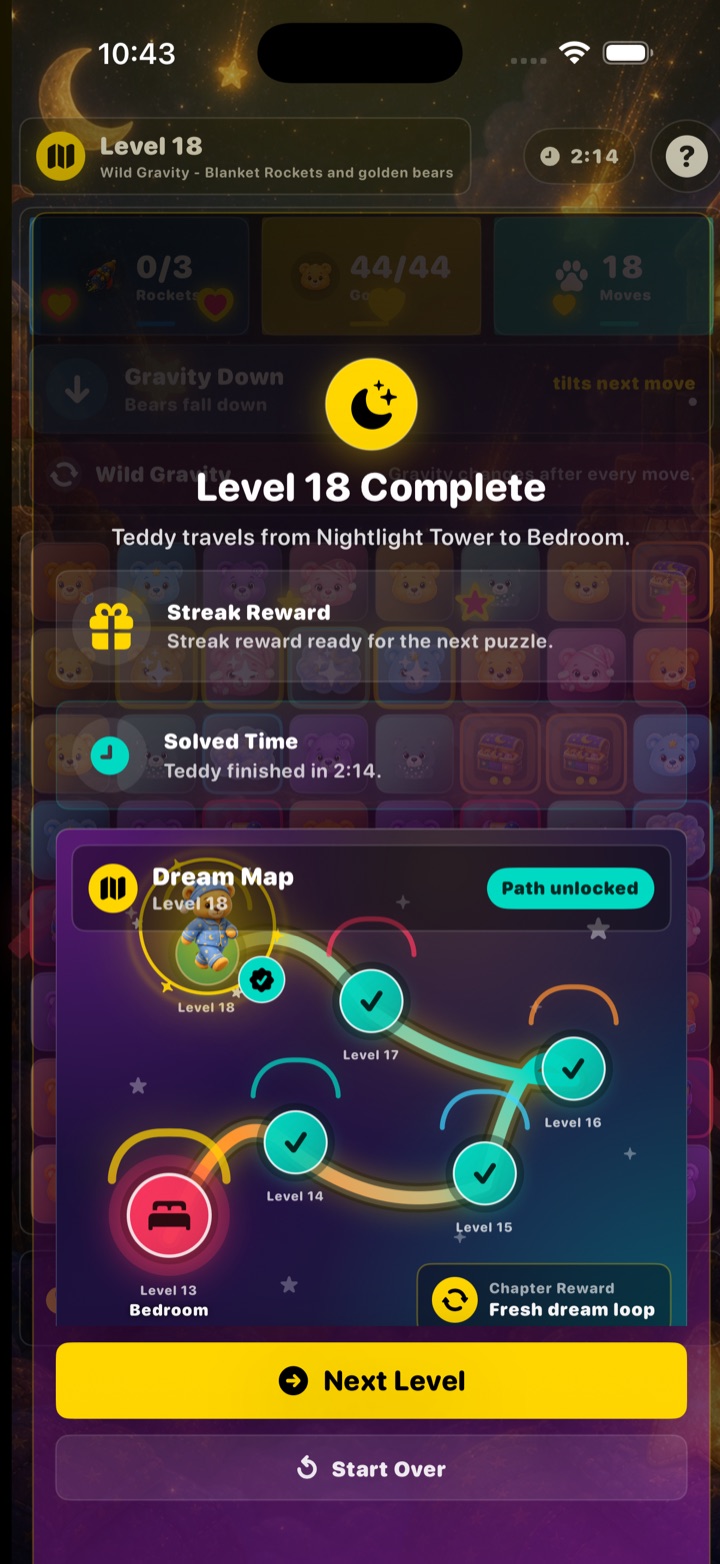 10:43
Level 18
Wild Gravity - Blanket Rockets and golden bears
2:14
?
0/3
Rockets
44/44
Go
18
Moves
Gravity Down
Bears fall down
tilts next move
Wild Gravity
Gravity changes after every move.
Level 18 Complete
Teddy travels from Nightlight Tower to Bedroom.
Streak Reward
Streak reward ready for the next puzzle.
Solved Time
Teddy finished in 2:14.
Dream Map
Level 18
Path unlocked
Level 18
Level 17
Level 16
Level 14
Level 15
Level 13
Bedroom
Chapter Reward
Fresh dream loop
Next Level
Start Over